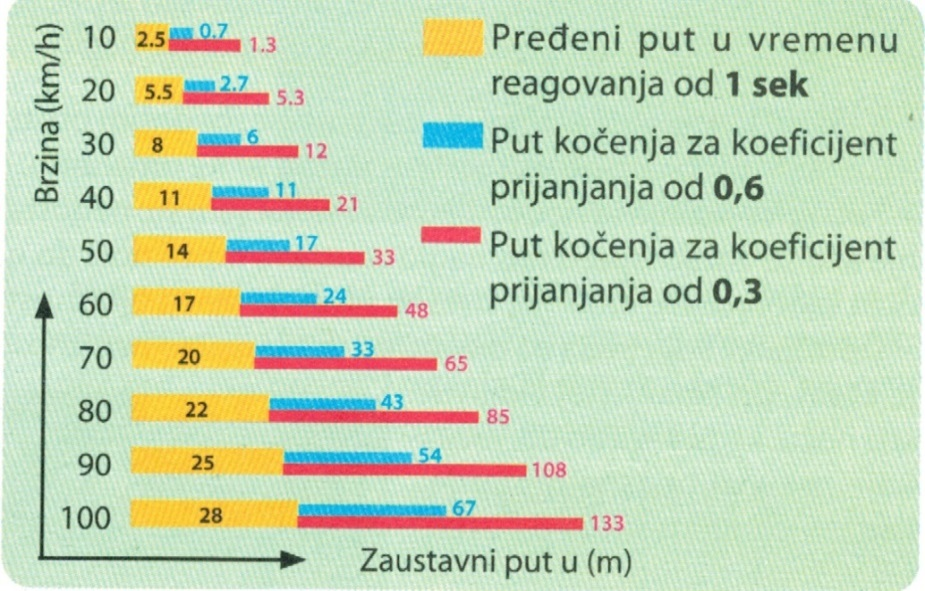 Brzina (km/h)
10 2.5 0.7 1.3
20 5.5 2.7 5.3
30 8 6 12
40 11 11 21
50 14 17 33
60 17 24 48
70 20 33 65
80 22 43 85
90 25 54 108
100 28 67 133
Zaustavni put u (m)
Pređeni put u vremenu
reagovanja od 1 sek
Put kočenja za koeficijent
prijanjanja od 0,6
Put kočenja za koeficijent
prijanjanja od 0,3